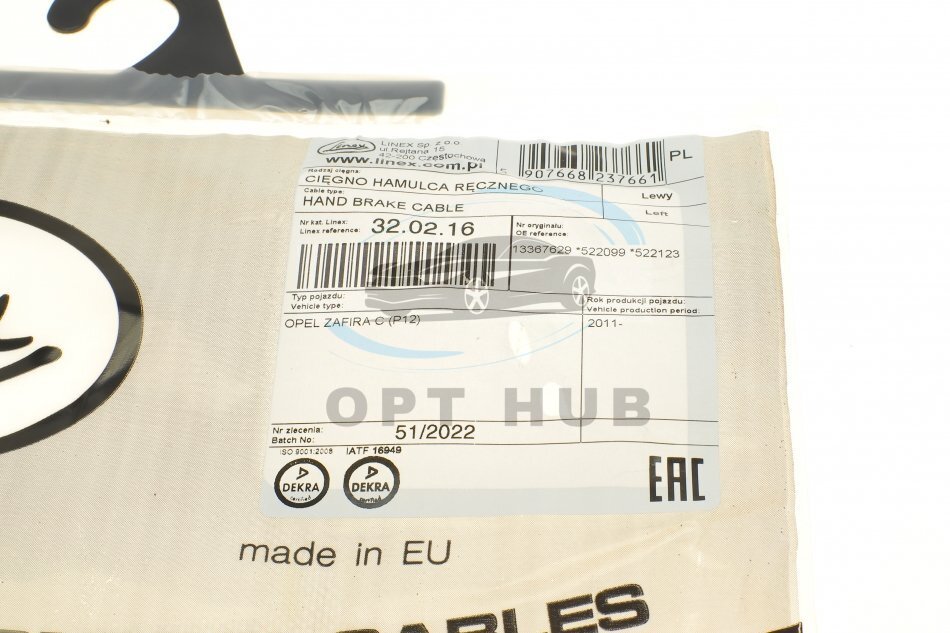 Linex
LINEX Sp. z o.o.
ul Rejtana 15
42-200 Częstochowa
www.linex.com.pl
5 907668 237661
PL
Rodzaj cięgna:
CIĘGNO HAMULCA RĘCZNEGO
Lewy
Cable type:
HAND BRAKE CABLE
Left
Nr kat. Linex:
Linex reference: 32.02.16
Nr oryginału:
OE reference:
13367629 *522099 *522123
Typ pojazdu:
Vehicle type:
Rok produkcji pojazdu:
Vehicle production period:
OPEL ZAFIRA C (P12)
2011-
OPT HUB
Nr zlecenia:
Batch No: 51/2022
ISO 9001:2008 IATF 16949
DEKRA
certified
DEKRA
certified
EAC
made in EU
CABLES